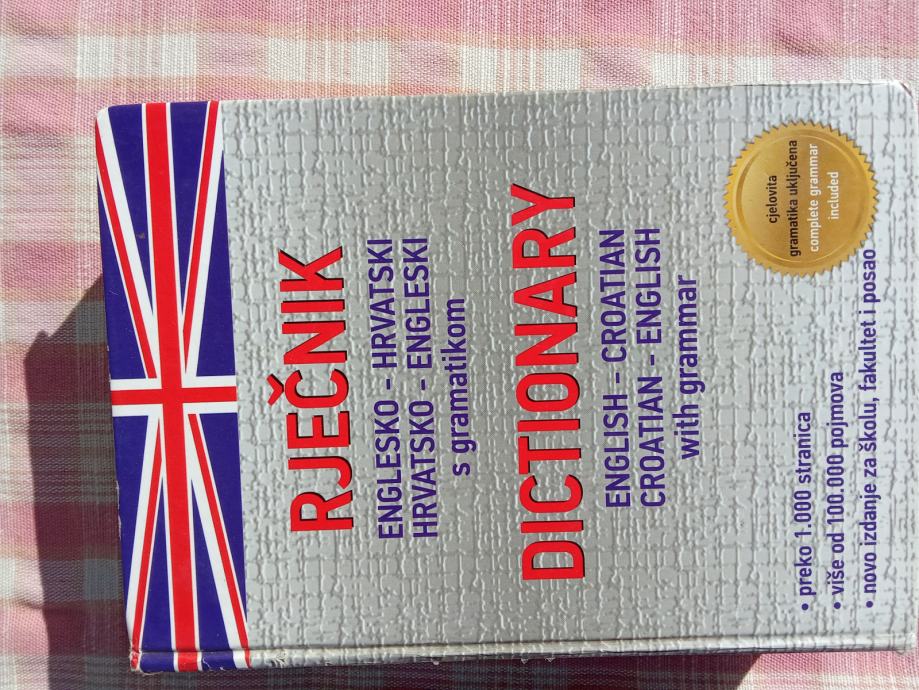 RJEČNIK
ENGLESKO - HRVATSKI
HRVATSKO - ENGLESKI
s gramatikom
DICTIONARY
ENGLISH - CROATIAN
CROATIAN - ENGLISH
with grammar
cjelovita
gramatika uključena
complete grammar
included
• preko 1.000 stranica
• više od 100.000 pojmova
• novo izdanje za školu, fakultet i posao